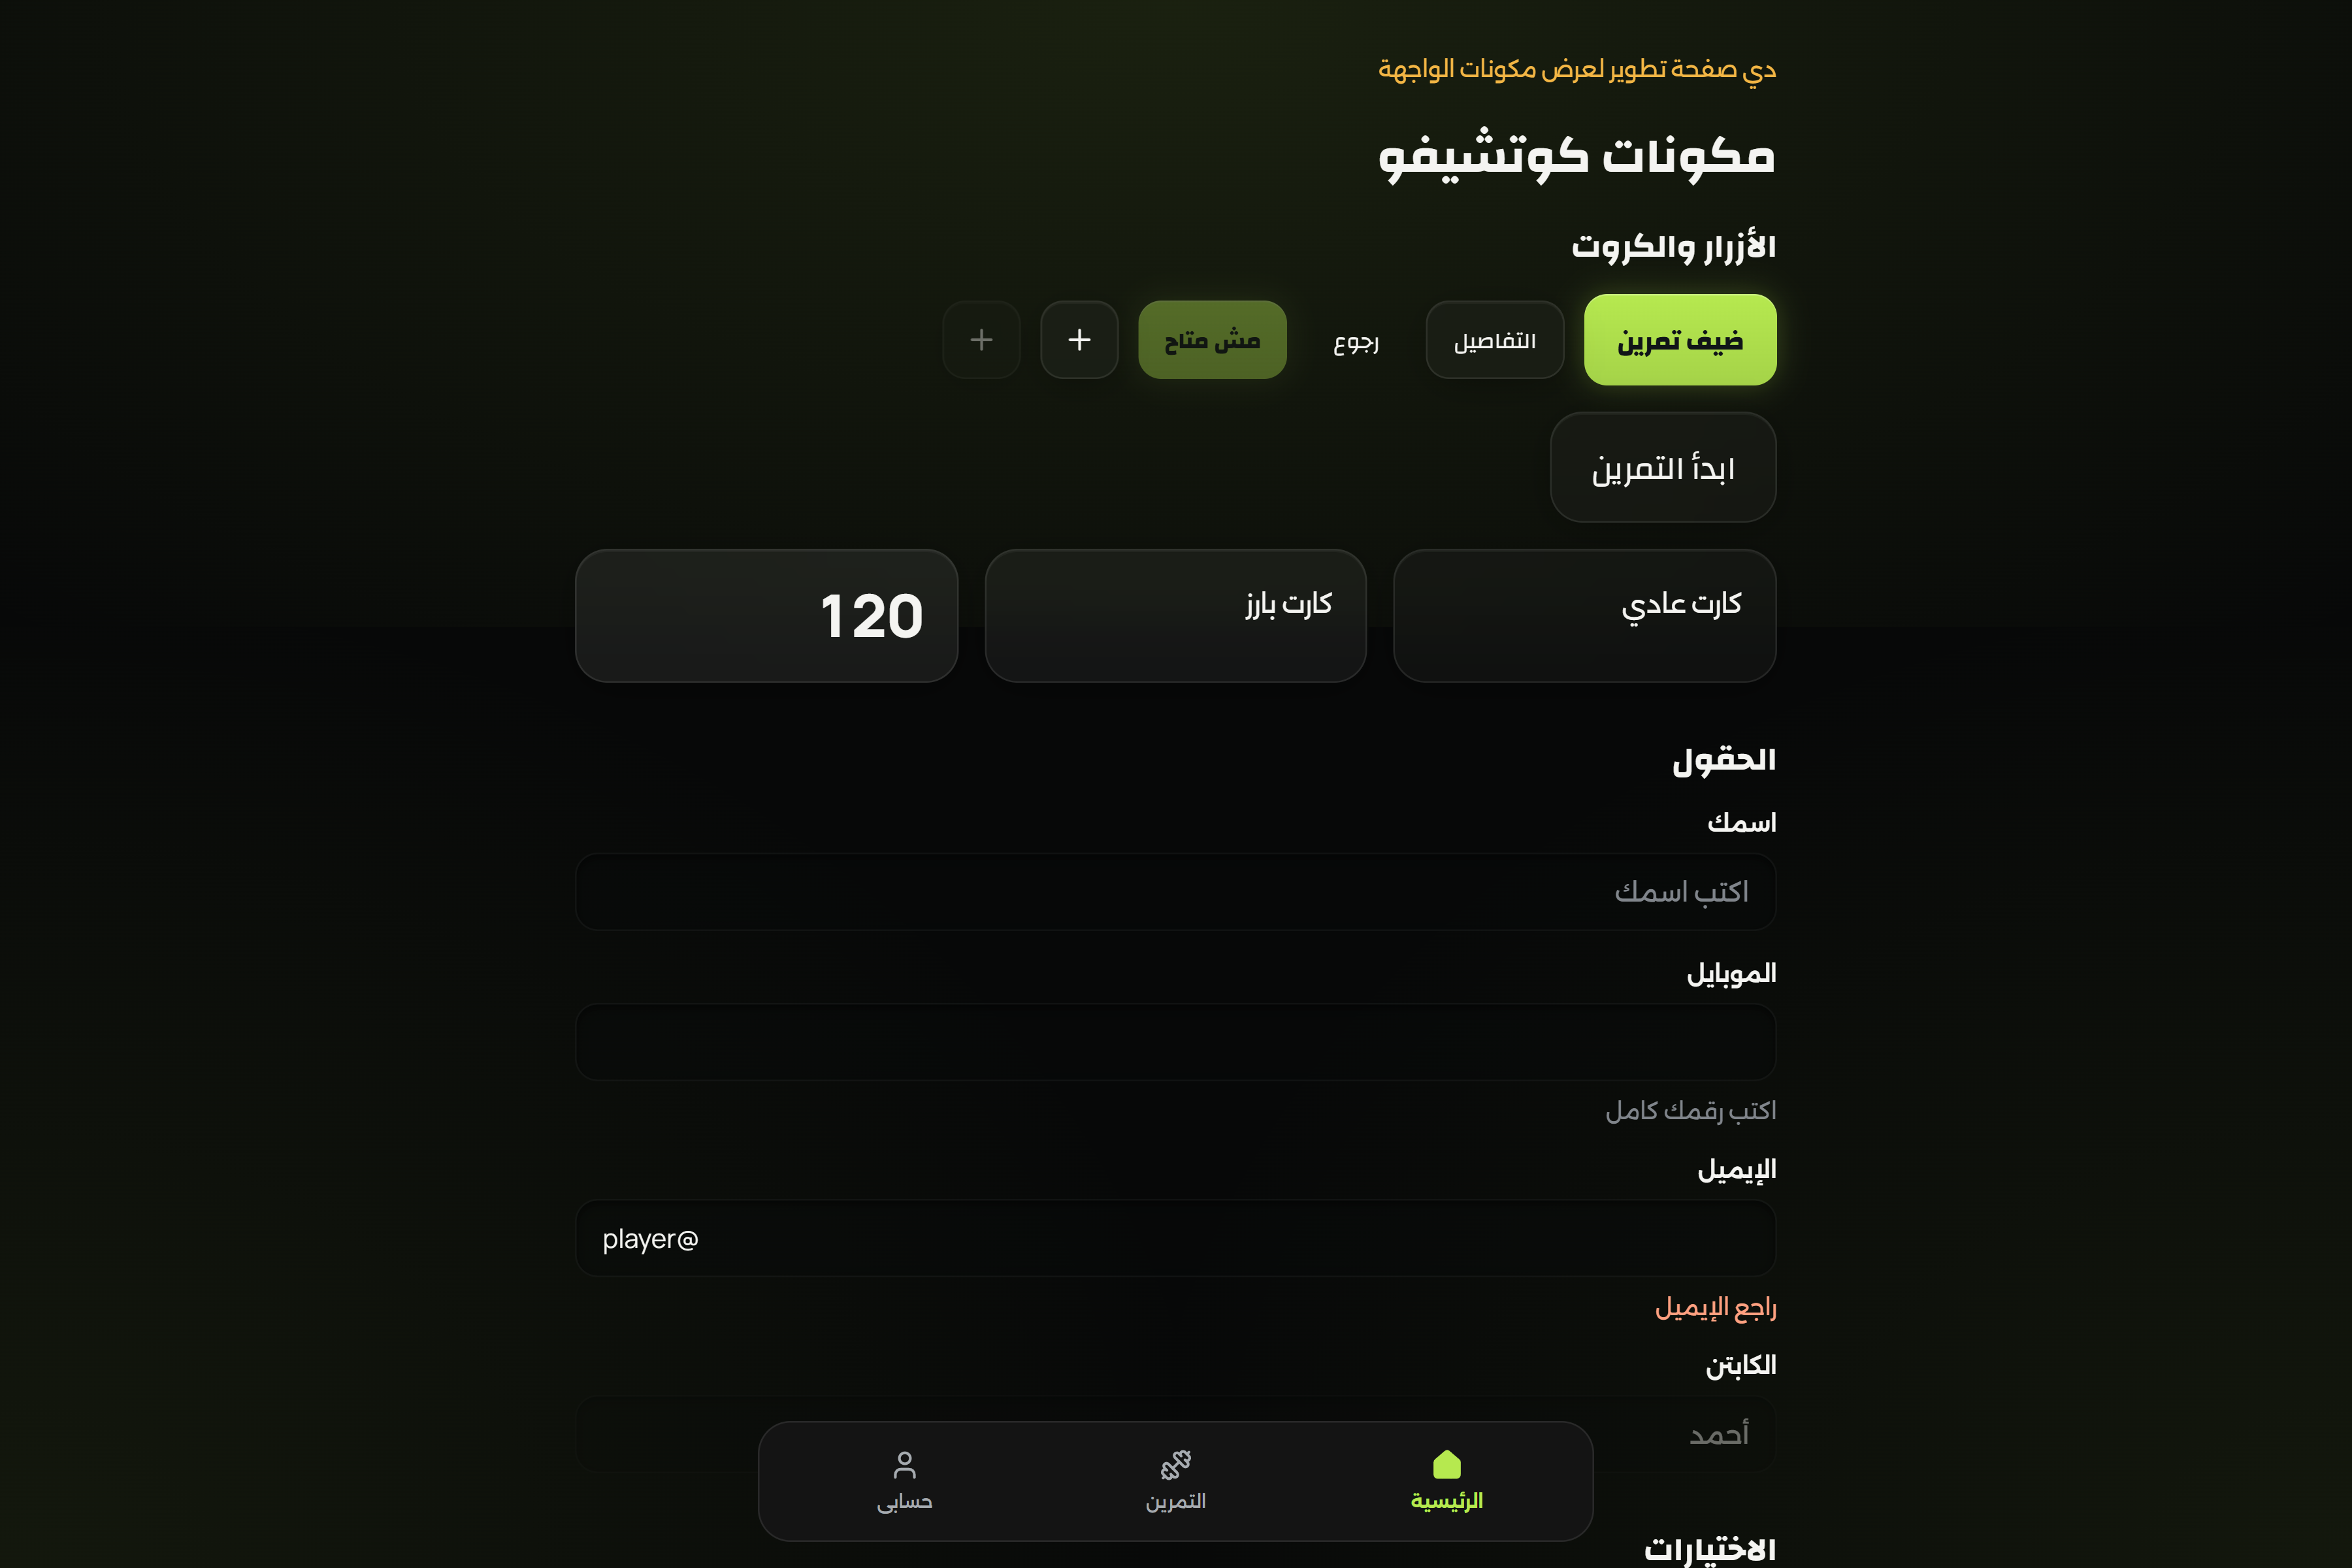 دي صفحة تطوير لعرض مكونات الواجهة
مكونات كوتشيفو
الأزرار والكروت
ضيف تمرين
التفاصيل
رجوع
مش متاح
+
+
ابدأ التمرين
كارت عادي
كارت بارز
120
الحقول
اسمك
اكتب اسمك
الموبايل
اكتب رقمك كامل
الإيميل
player@
راجع الإيميل
الكابتن
أحمد
الرئيسية
التمرين
حسابي
الاختيارات